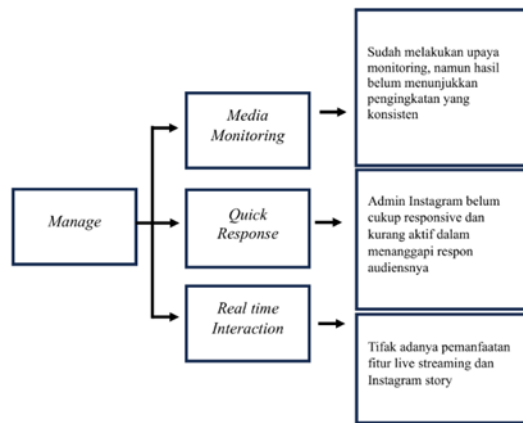 Manage
Media
Monitoring
Sudah melakukan upaya
monitoring, namun hasil
belum menunjukkan
pengingkatan yang
konsisten
Quick
Response
Admin Instagram belum
cukup responsive dan
kurang aktif dalam
menanggapi respon
audiensnya
Real time
Interaction
Tifak adanya pemanfaatan
fitur live streaming dan
Instagram story